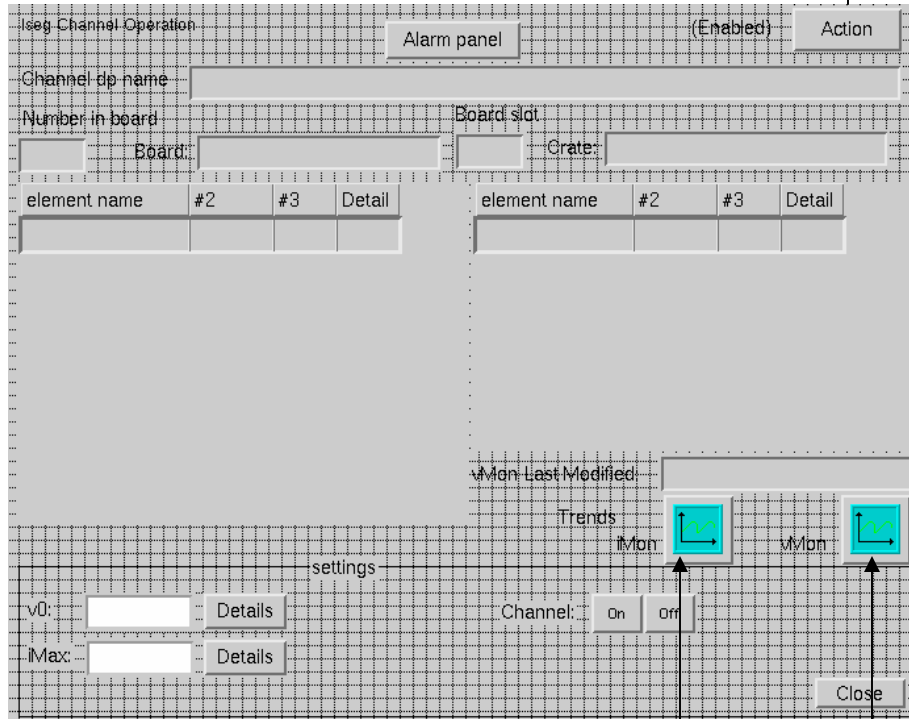 Iseg Channel Operation
Alarm panel
(Enabled)
Action
Channel dp name
Number in board
Board slot
Board:
Crate:
element name #2 #3 Detail
element name #2 #3 Detail
vMon Last Modified:
Trends
iMon
vMon
settings
v0:
Details
Channel:
On
Off
iMax:
Details
Close